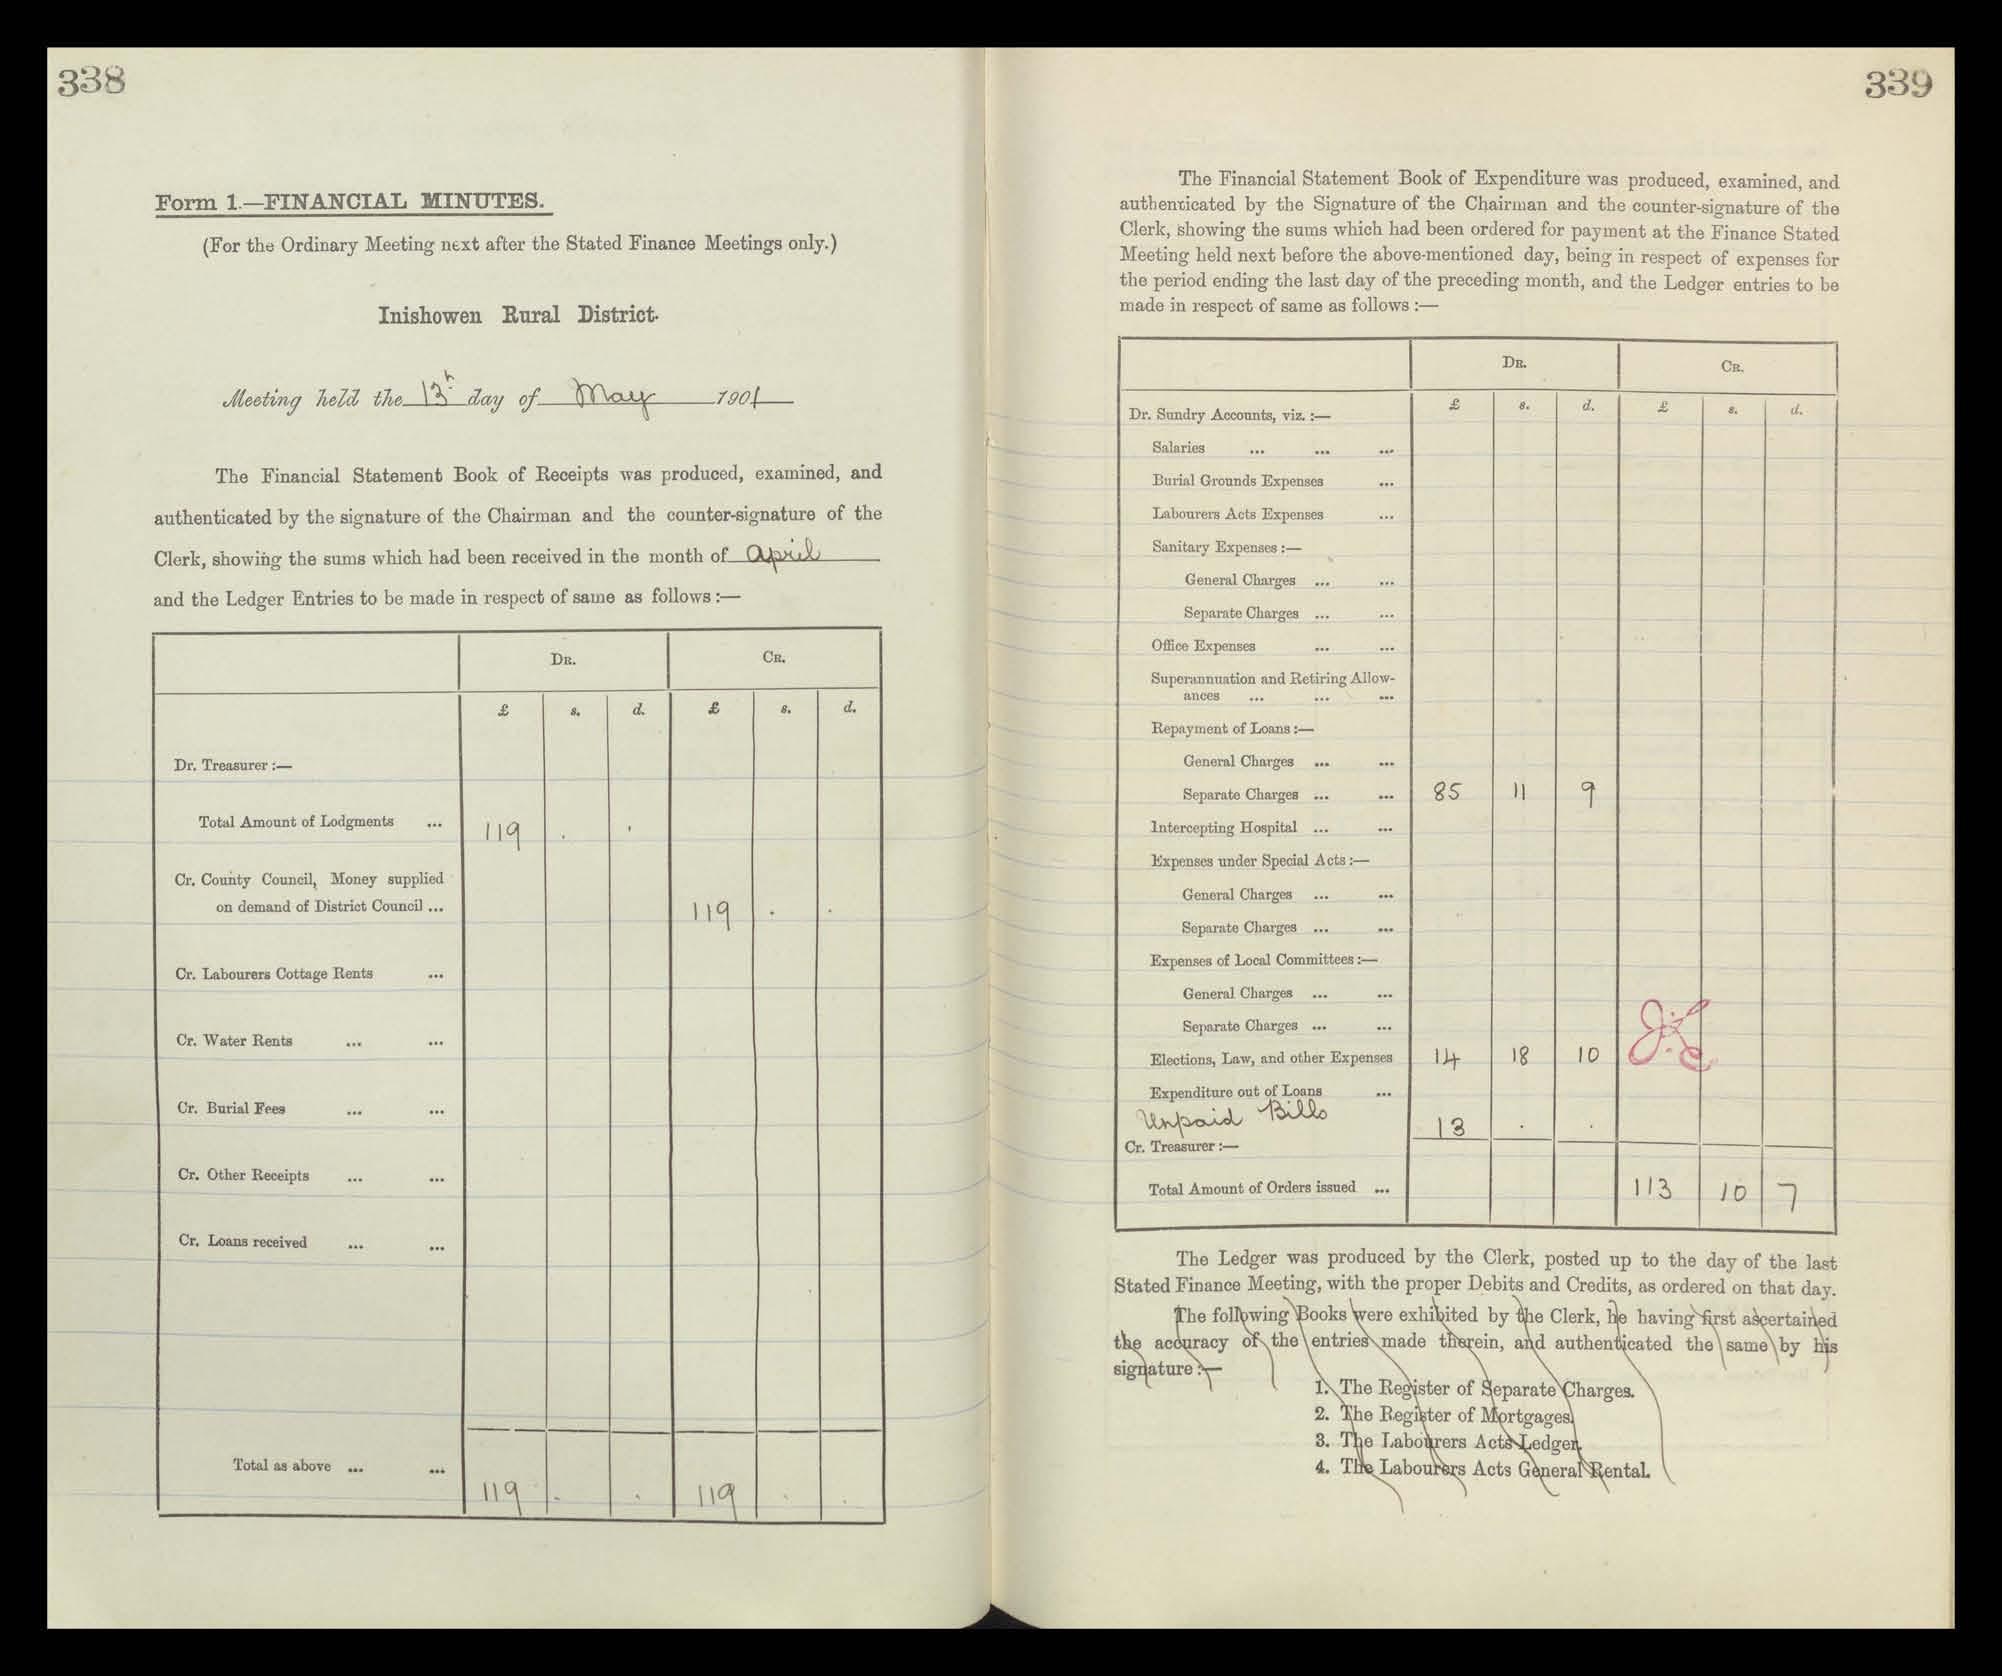 338
Form 1.—FINANCIAL MINUTES.
(For the Ordinary Meeting next after the Stated Finance Meetings only.)
Inishowen Rural District.
Meeting held the 13th day of May 1901
The Financial Statement Book of Receipts was produced, examined, and
authenticated by the signature of the Chairman and the counter-signature of the
Clerk, showing the sums which had been received in the month of April
and the Ledger Entries to be made in respect of same as follows :—
DR. CR.
£ s. d. £ s. d.
Dr. Treasurer :—
Total Amount of Lodgments ... 119 . .
Cr. County Council, Money supplied
on demand of District Council ... 119 . .
Cr. Labourers Cottage Rents ...
Cr. Water Rents ... ...
Cr. Burial Fees ... ...
Cr. Other Receipts ... ...
Cr. Loans received ... ...
Total as above ... ... 119 . . 119 . .
339
The Financial Statement Book of Expenditure was produced, examined, and
authenticated by the Signature of the Chairman and the counter-signature of the
Clerk, showing the sums which had been ordered for payment at the Finance Stated
Meeting held next before the above-mentioned day, being in respect of expenses for
the period ending the last day of the preceding month, and the Ledger entries to be
made in respect of same as follows :—
DR. CR.
£ s. d. £ s. d.
Dr. Sundry Accounts, viz. :—
Salaries ... ... ...
Burial Grounds Expenses ...
Labourers Acts Expenses ...
Sanitary Expenses :—
General Charges ... ...
Separate Charges ... ...
Office Expenses ... ...
Superannuation and Retiring Allow-
ances ... ... ...
Repayment of Loans :—
General Charges ... ...
Separate Charges ... ... 85 11 9
Intercepting Hospital ... ...
Expenses under Special Acts :—
General Charges ... ...
Separate Charges ... ...
Expenses of Local Committees :—
General Charges ... ...
Separate Charges ... ...
Elections, Law, and other Expenses 14 18 10
Expenditure out of Loans ...
Unpaid Bills 13 . .
Cr. Treasurer :—
Total Amount of Orders issued ... 113 10 7
The Ledger was produced by the Clerk, posted up to the day of the last
Stated Finance Meeting, with the proper Debits and Credits, as ordered on that day.
The following Books were exhibited by the Clerk, he having first ascertained
the accuracy of the entries made therein, and authenticated the same by his
signature :—
1. The Register of Separate Charges.
2. The Register of Mortgages.
3. The Labourers Acts Ledger.
4. The Labourers Acts General Rental.